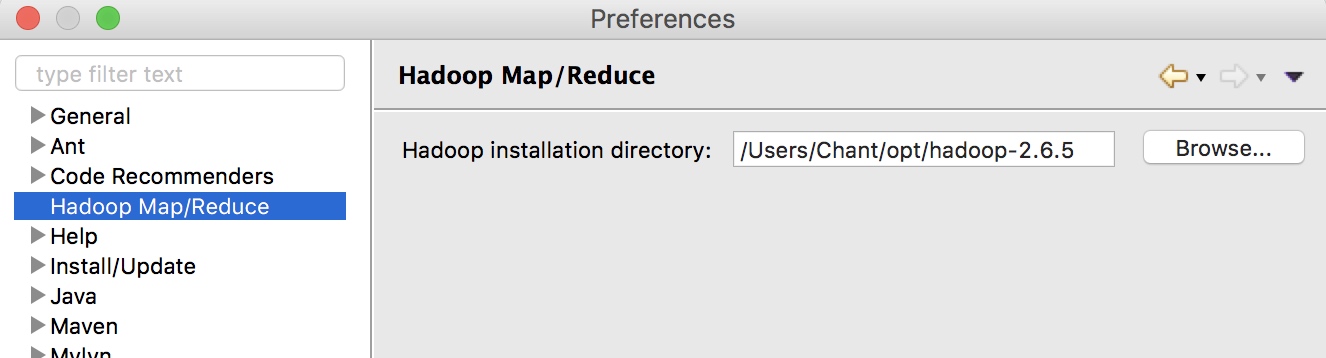 Preferences
type filter text
General
Ant
Code Recommenders
Hadoop Map/Reduce
Help
Install/Update
Java
Maven
Mylyn
Hadoop Map/Reduce
Hadoop installation directory: /Users/Chant/opt/hadoop-2.6.5 Browse...